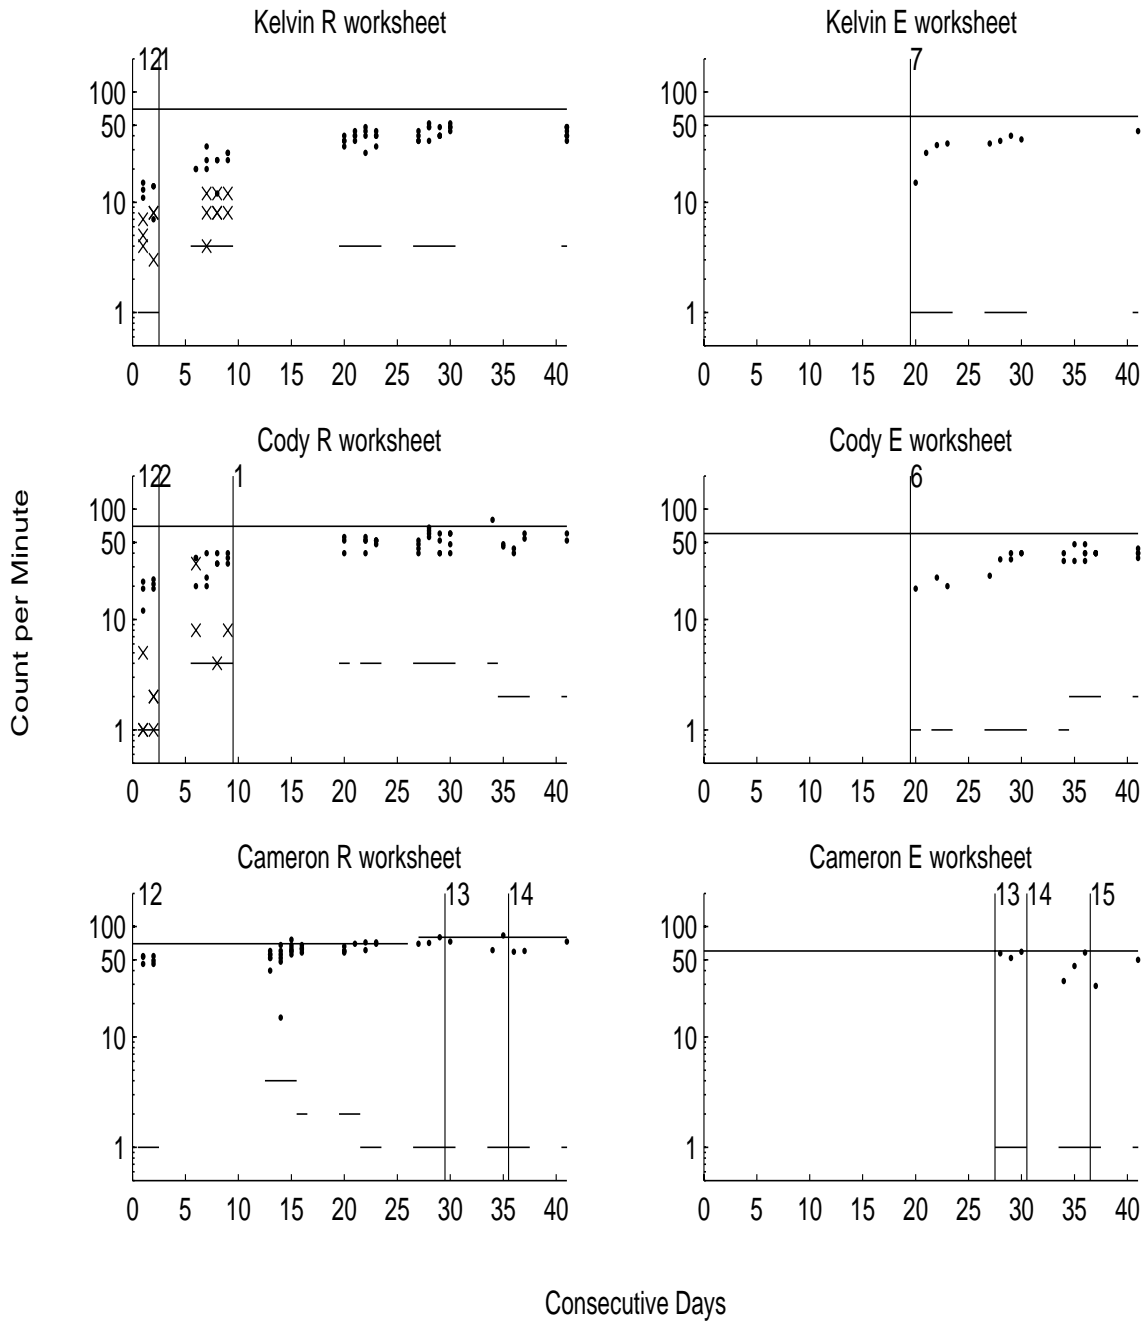 Kelvin R worksheet
Kelvin E worksheet
12 1
7
100
50
10
1
0 5 10 15 20 25 30 35 40
100
50
10
1
0 5 10 15 20 25 30 35 40
Cody R worksheet
Cody E worksheet
12 2 1
6
100
50
10
1
0 5 10 15 20 25 30 35 40
100
50
10
1
0 5 10 15 20 25 30 35 40
Count per Minute
Cameron R worksheet
Cameron E worksheet
12 13 14
13 14 15
100
50
10
1
0 5 10 15 20 25 30 35 40
100
50
10
1
0 5 10 15 20 25 30 35 40
Consecutive Days